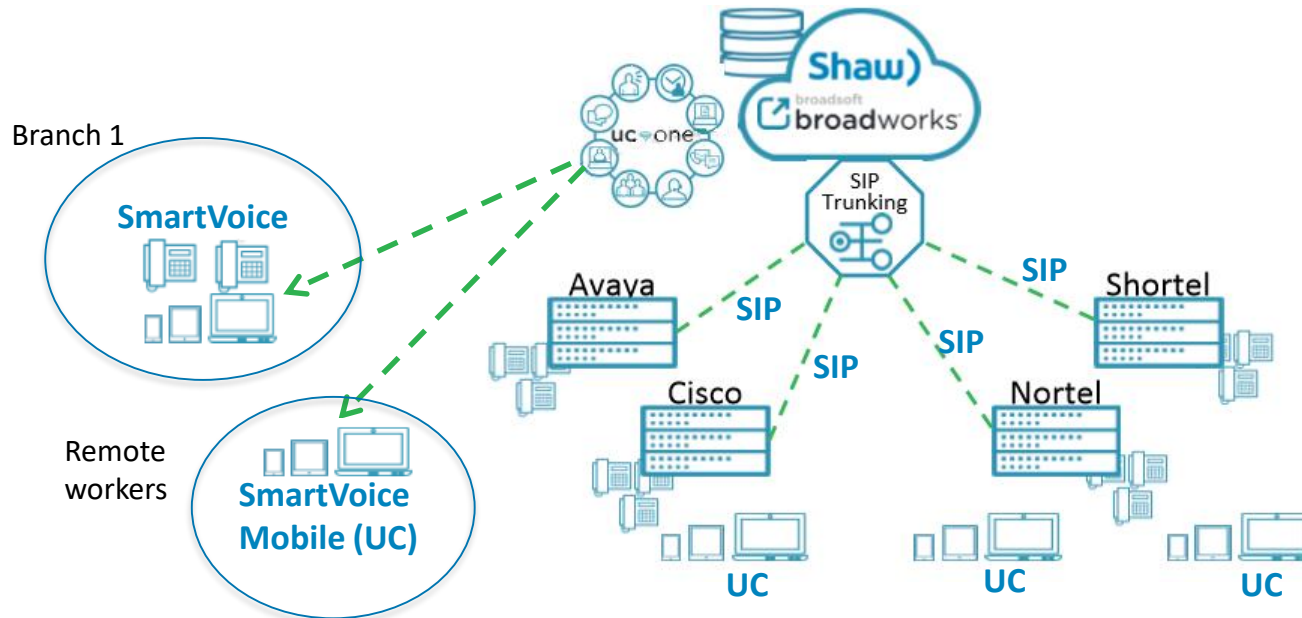 Shaw)
broadsoft
broadworks
uc one
Branch 1
SmartVoice
SIP
Trunking
SIP
Avaya
SIP
Shortel
SIP
SIP
Cisco
Nortel
Remote
workers
SmartVoice
Mobile (UC)
UC
UC
UC